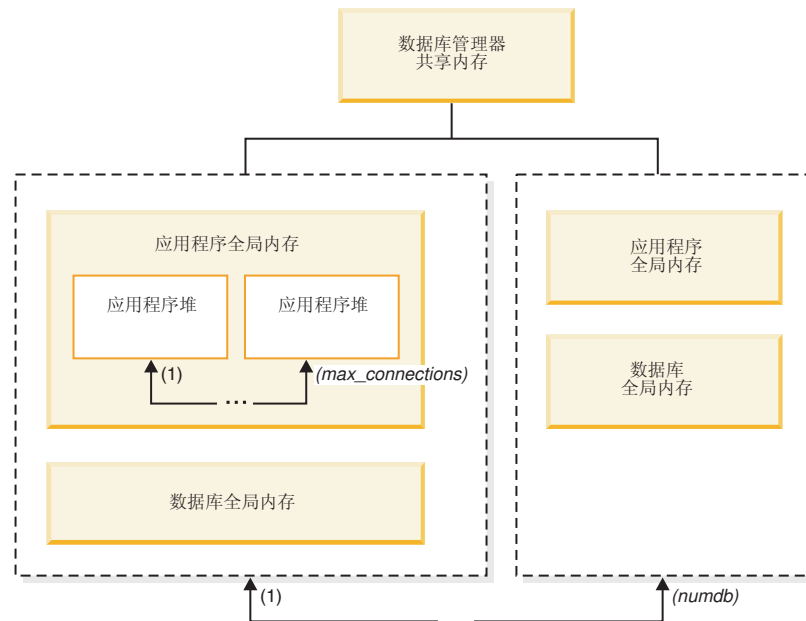 数据库管理器
共享内存
应用程序全局内存
应用程序堆
应用程序堆
(1)
...
(max_connections)
数据库全局内存
应用程序
全局内存
数据库
全局内存
(1)
(numdb)